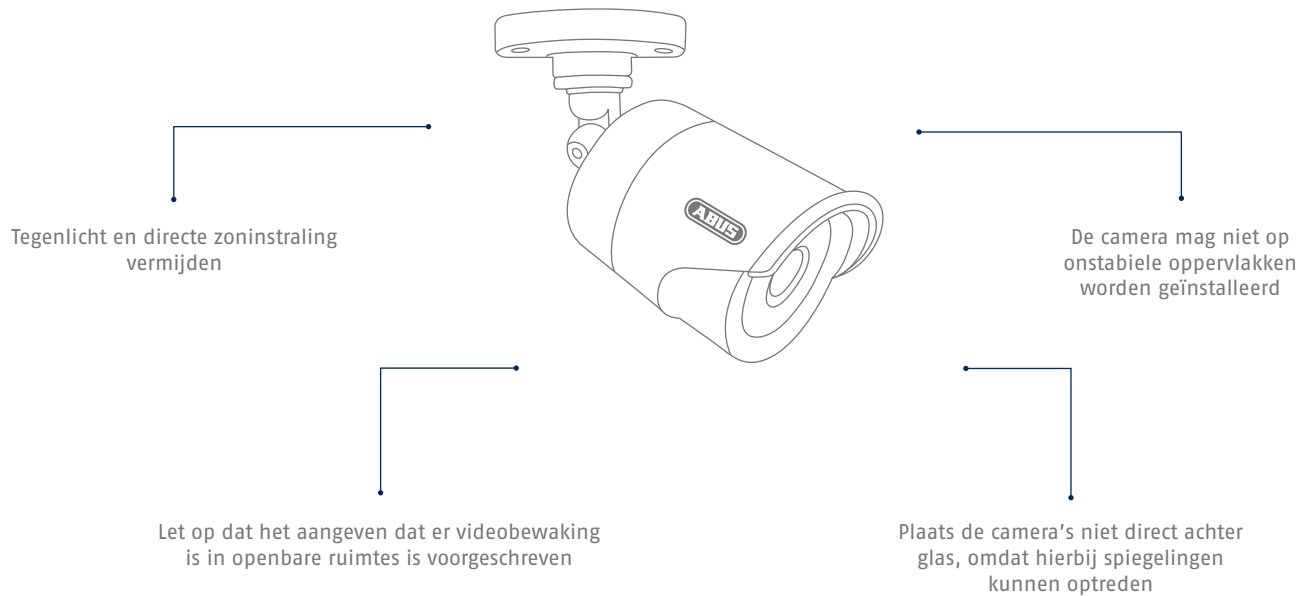 ABUS
Tegenlicht en directe zoninstraling
vermijden
De camera mag niet op
onstabiele oppervlakken
worden geïnstalleerd
Let op dat het aangeven dat er videobewaking
is in openbare ruimtes is voorgeschreven
Plaats de camera's niet direct achter
glas, omdat hierbij spiegelingen
kunnen optreden